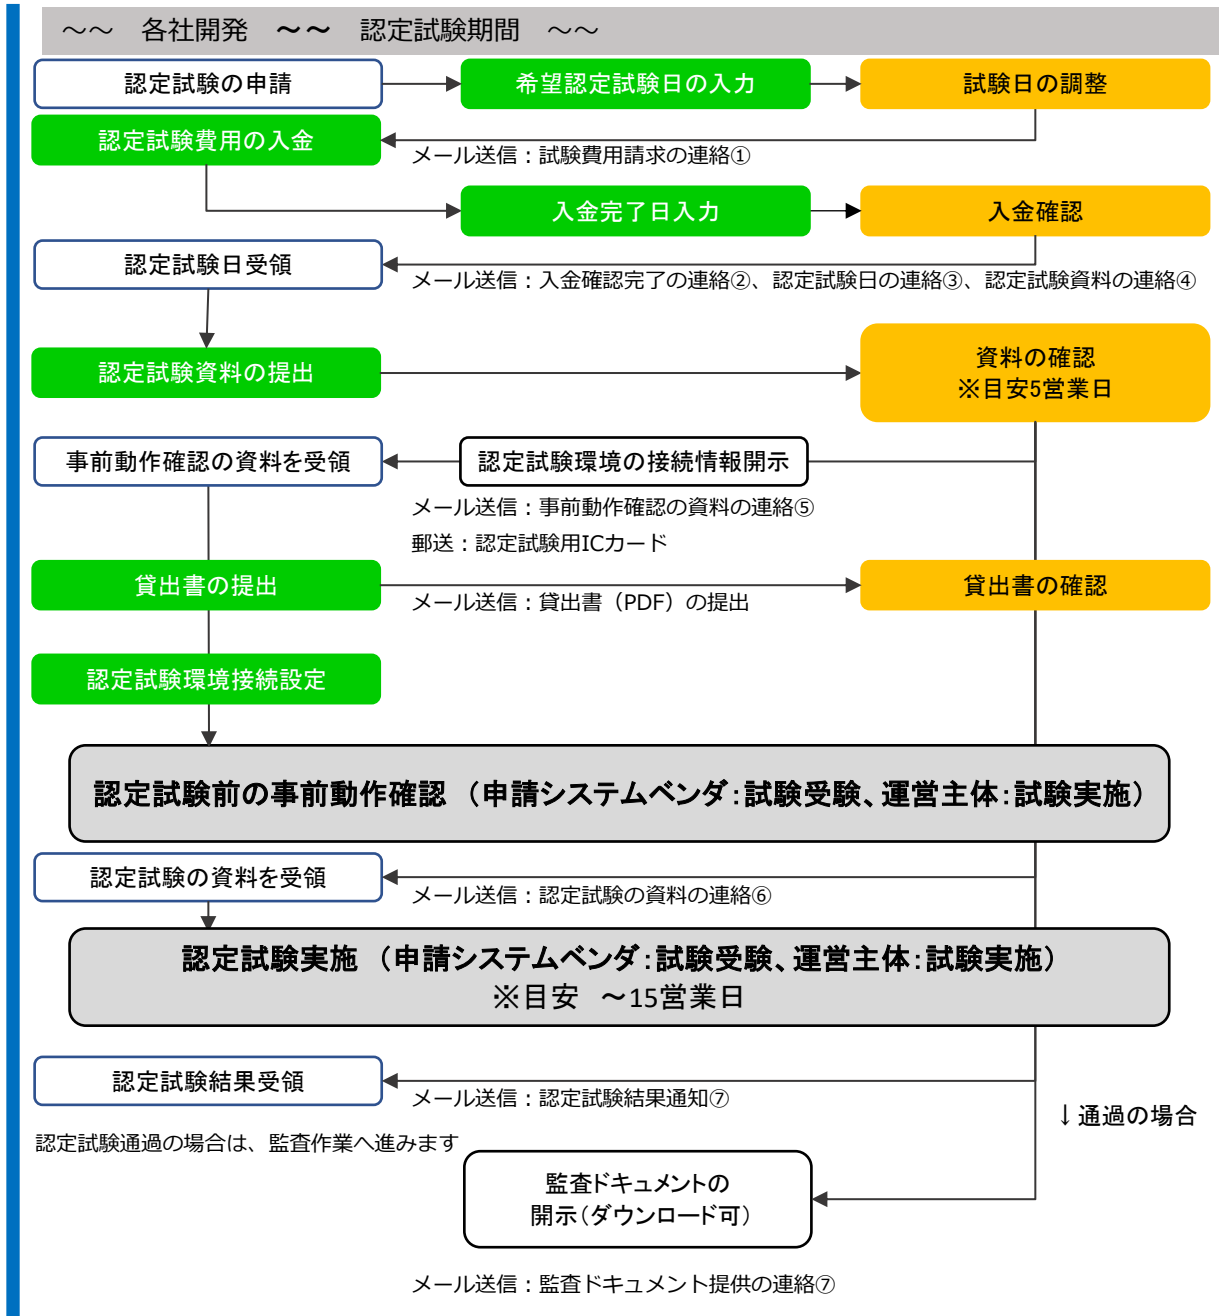 ～～　各社開発　～～　認定試験期間　～～
認定試験の申請
希望認定試験日の入力
試験日の調整
認定試験費用の入金
メール送信：試験費用請求の連絡①
入金完了日入力
入金確認
認定試験日受領
メール送信：入金確認完了の連絡②、認定試験日の連絡③、認定試験資料の連絡④
認定試験資料の提出
資料の確認
※目安5営業日
事前動作確認の資料を受領
認定試験環境の接続情報開示
メール送信：事前動作確認の資料の連絡⑤
郵送：認定試験用ICカード
貸出書の提出
貸出書の確認
メール送信：貸出書（PDF）の提出
認定試験環境接続設定
認定試験前の事前動作確認（申請システムベンダ：試験受験、運営主体：試験実施）
認定試験の資料を受領
メール送信：認定試験の資料の連絡⑥
認定試験実施（申請システムベンダ：試験受験、運営主体：試験実施）
※目安　～15営業日
認定試験結果受領
メール送信：認定試験結果通知⑦
↓通過の場合
認定試験通過の場合は、監査作業へ進みます
監査ドキュメントの
開示（ダウンロード可）
メール送信：監査ドキュメント提供の連絡⑦